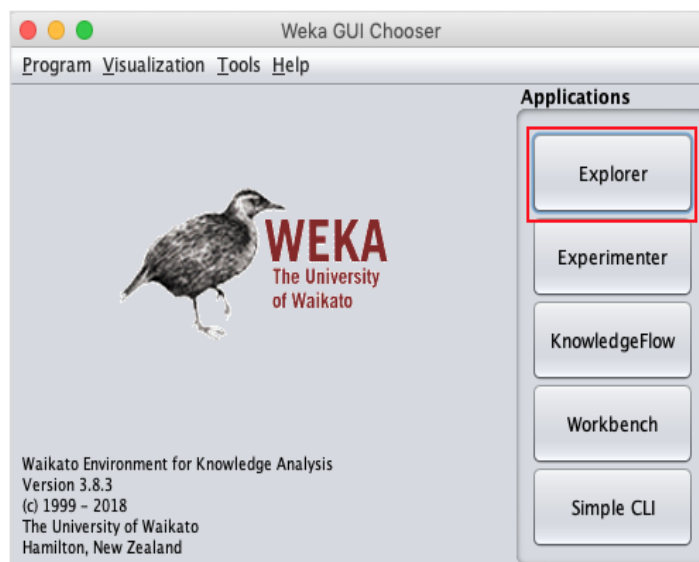 Weka GUI Chooser
Program Visualization Tools Help
Applications
Explorer
Experimenter
KnowledgeFlow
Workbench
Simple CLI
WEKA
The University
of Waikato
Waikato Environment for Knowledge Analysis
Version 3.8.3
(c) 1999 - 2018
The University of Waikato
Hamilton, New Zealand